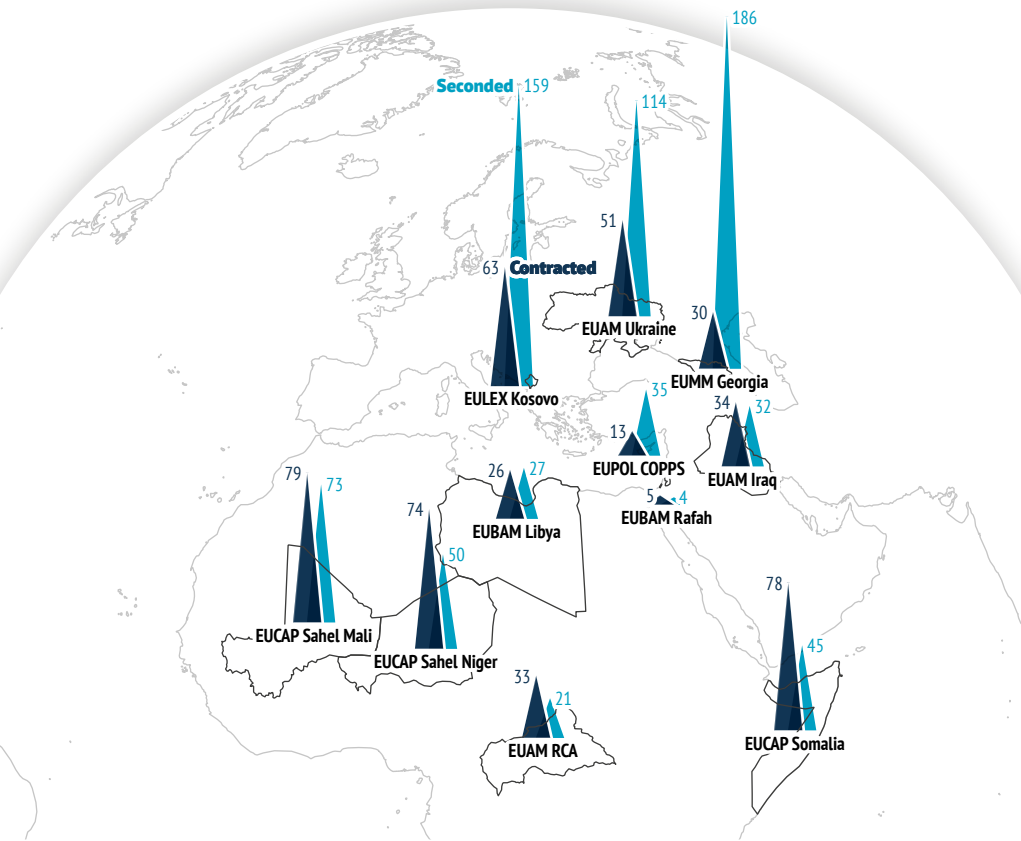 186
Seconded 159
114
51
63 Contracted
30
EUAM Ukraine
EUMM Georgia
EULEX Kosovo
35
34
32
13
EUPOL COPPS
EUAM Iraq
79
73
26
27
5
4
EUBAM Rafah
EUBAM Libya
74
50
78
EUCAP Sahel Mali
45
EUCAP Sahel Niger
33
21
EUAM RCA
EUCAP Somalia